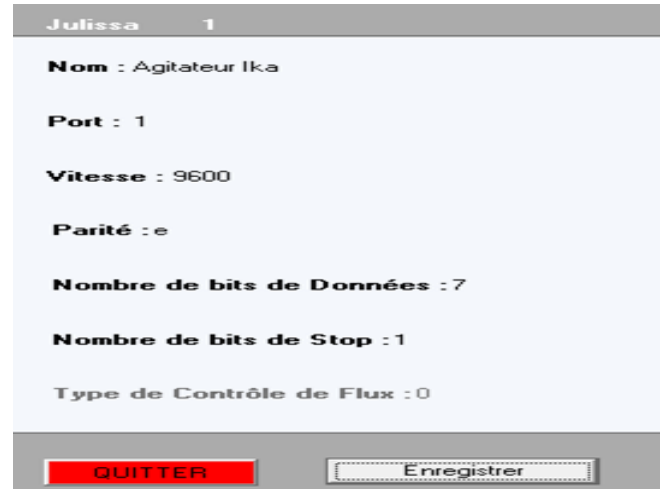 Julissa 1
Nom : Agitateur Ika
Port : 1
Vitesse : 9600
Parité : e
Nombre de bits de Données : 7
Nombre de bits de Stop : 1
Type de Contrôle de Flux : 0
QUITTER Enregistrer